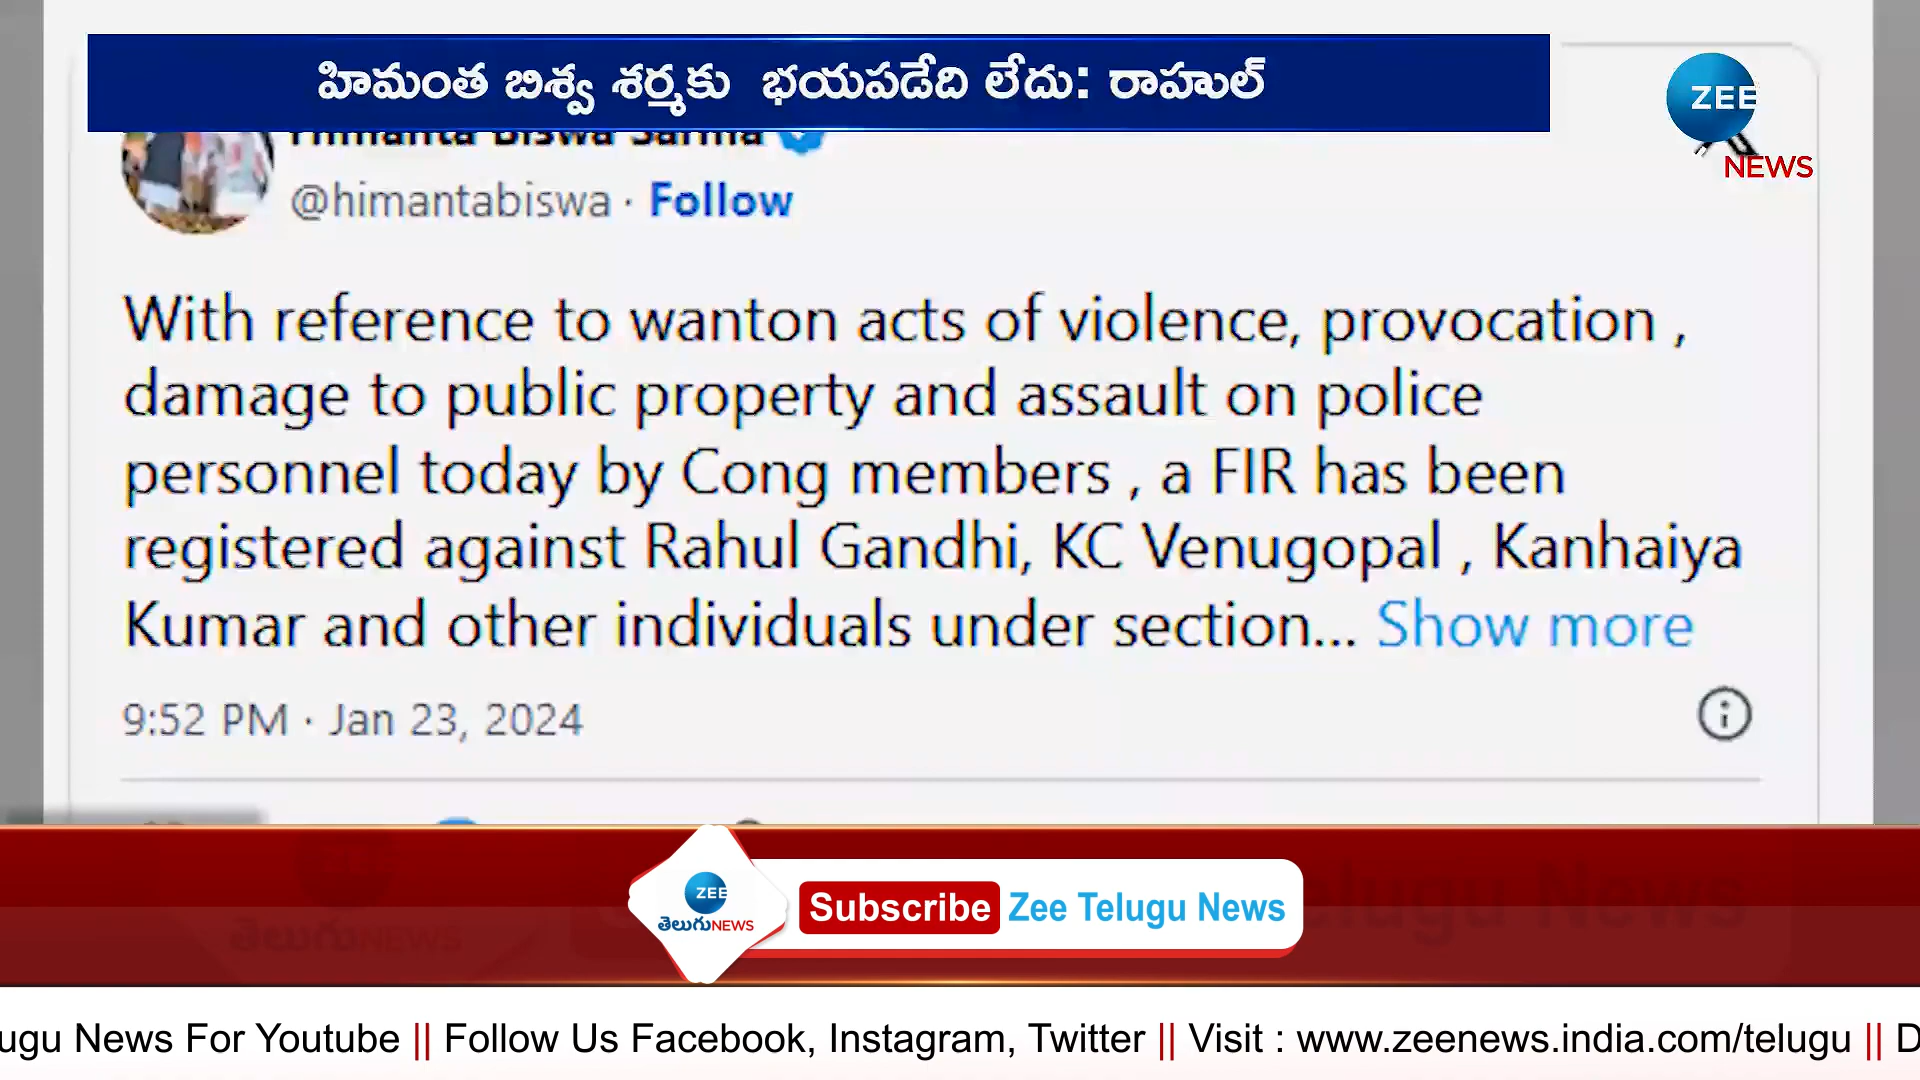 హిమంత బిశ్వ శర్మకు భయపడేది లేదు: రాహుల్
ZEE
NEWS
Himanta Biswa Sarma
@himantabiswa · Follow
With reference to wanton acts of violence, provocation ,
damage to public property and assault on police
personnel today by Cong members , a FIR has been
registered against Rahul Gandhi, KC Venugopal , Kanhaiya
Kumar and other individuals under section... Show more
9:52 PM · Jan 23, 2024
ZEE
తెలుగు NEWS
Subscribe Zee Telugu News
ugu News For Youtube || Follow Us Facebook, Instagram, Twitter || Visit : www.zeenews.india.com/telugu || D